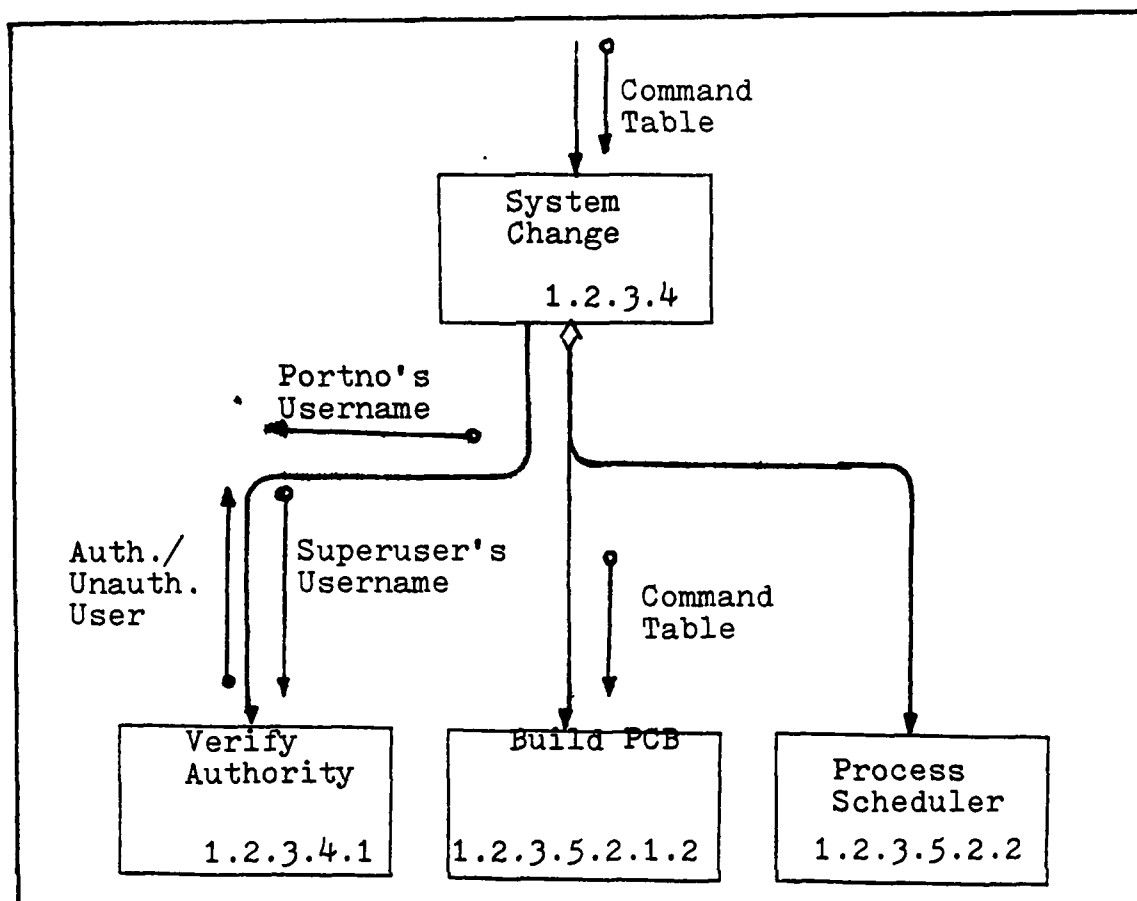 Command
Table
System
Change
1.2.3.4
Portno's
Username
Auth./
Unauth.
User
Superuser's
Username
Command
Table
Verify
Authority
1.2.3.4.1
Build PCB
1.2.3.5.2.1.2
Process
Scheduler
1.2.3.5.2.2